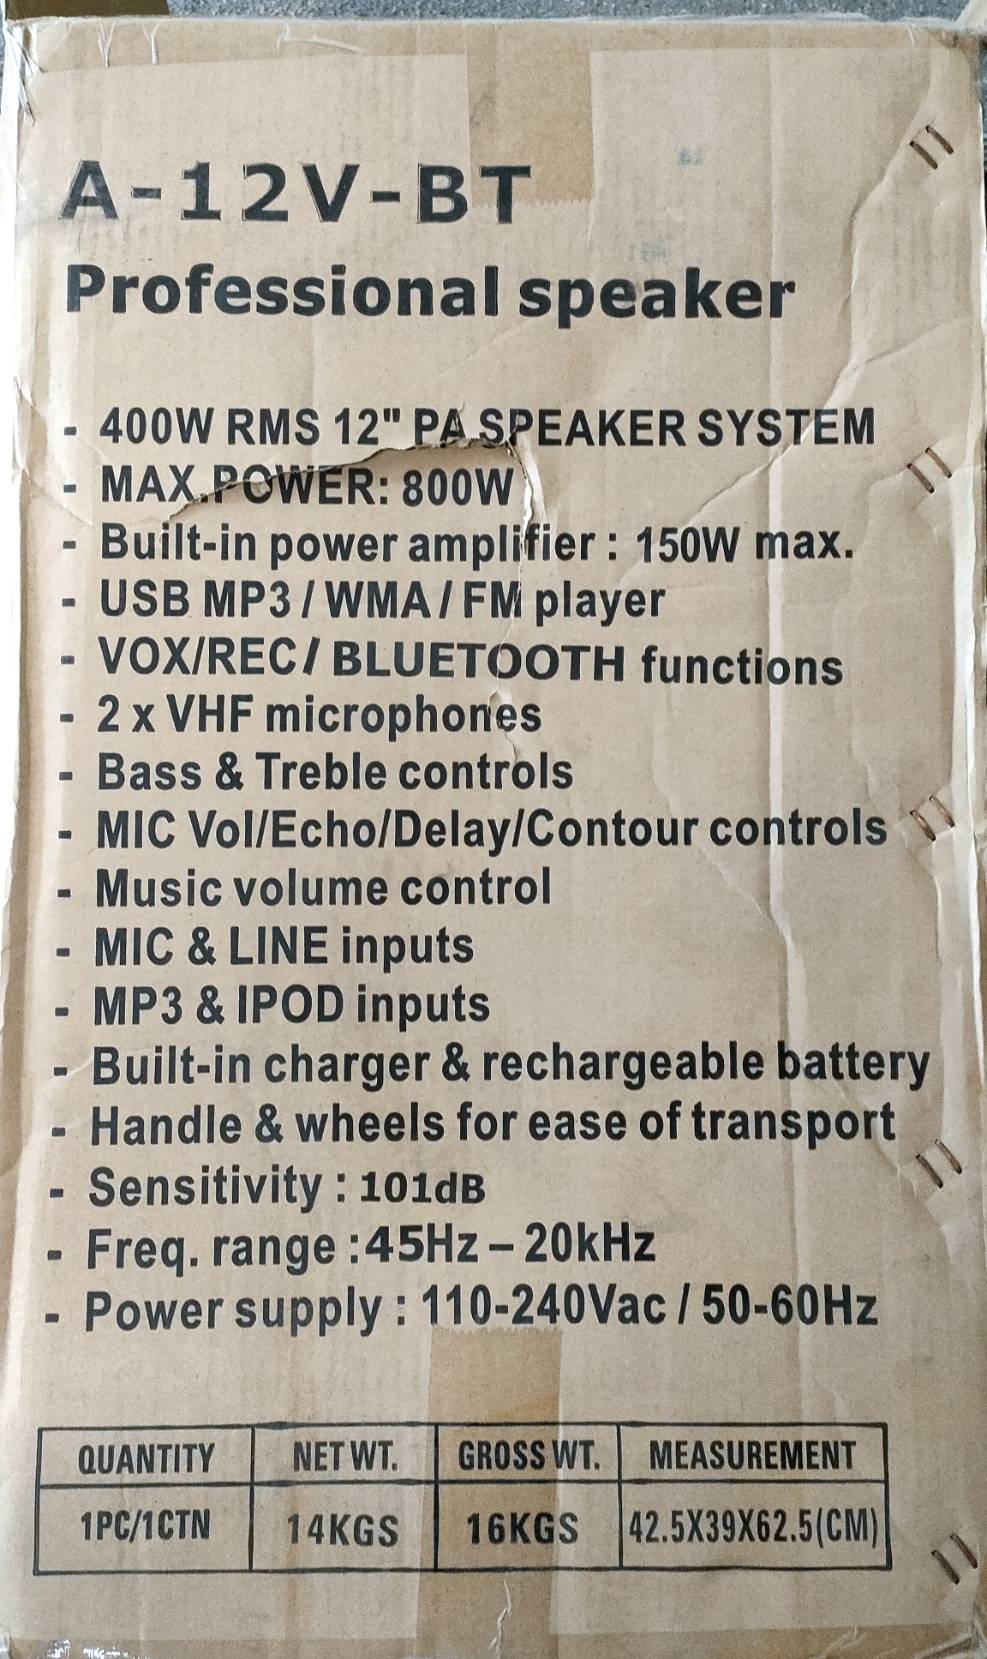 A-12V-BT
Professional speaker
- 400W RMS 12" PA SPEAKER SYSTEM
- MAX.POWER: 800W
- Built-in power amplifier : 150W max.
- USB MP3 / WMA / FM player
- VOX/REC / BLUETOOTH functions
- 2 x VHF microphones
- Bass & Treble controls
- MIC Vol/Echo/Delay/Contour controls
- Music volume control
- MIC & LINE inputs
- MP3 & IPOD inputs
- Built-in charger & rechargeable battery
- Handle & wheels for ease of transport
- Sensitivity : 101dB
- Freq. range :45Hz – 20kHz
- Power supply : 110-240Vac / 50-60Hz
QUANTITY NET WT. GROSS WT. MEASUREMENT
1PC/1CTN 14KGS 16KGS 42.5X39X62.5(CM)